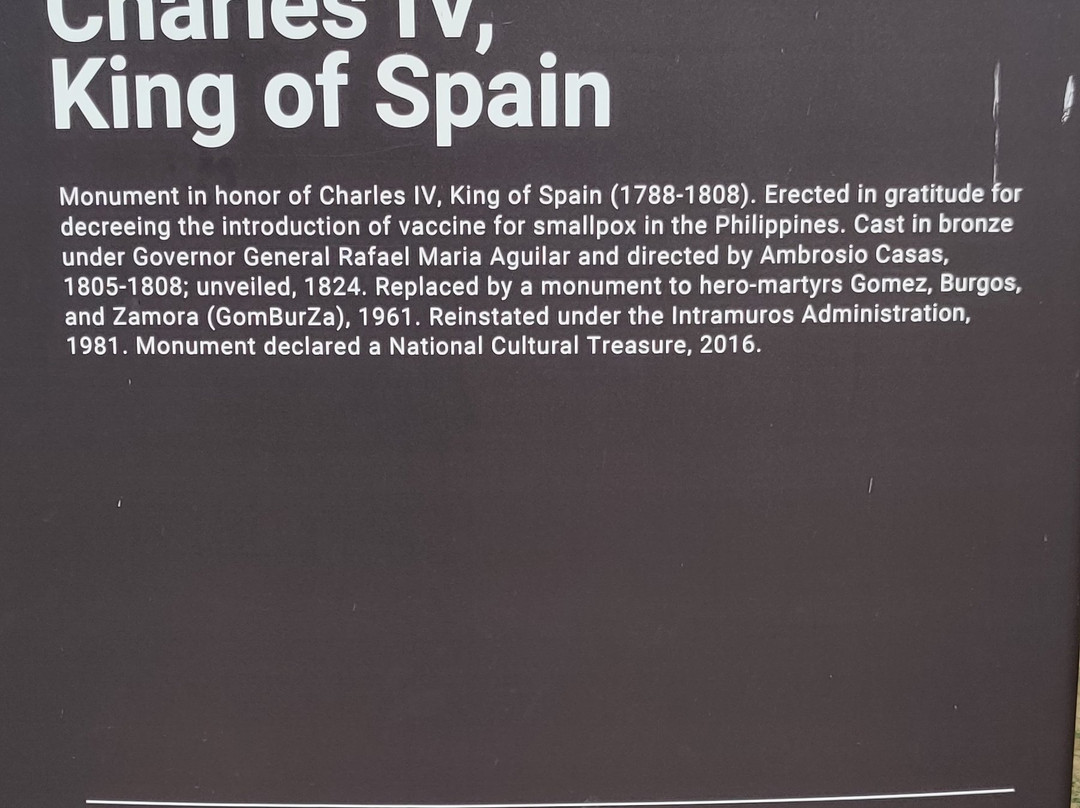 Charles IV,
King of Spain
Monument in honor of Charles IV, King of Spain (1788-1808). Erected in gratitude for
decreeing the introduction of vaccine for smallpox in the Philippines. Cast in bronze
under Governor General Rafael Maria Aguilar and directed by Ambrosio Casas,
1805-1808; unveiled, 1824. Replaced by a monument to hero-martyrs Gomez, Burgos,
and Zamora (GomBurZa), 1961. Reinstated under the Intramuros Administration,
1981. Monument declared a National Cultural Treasure, 2016.